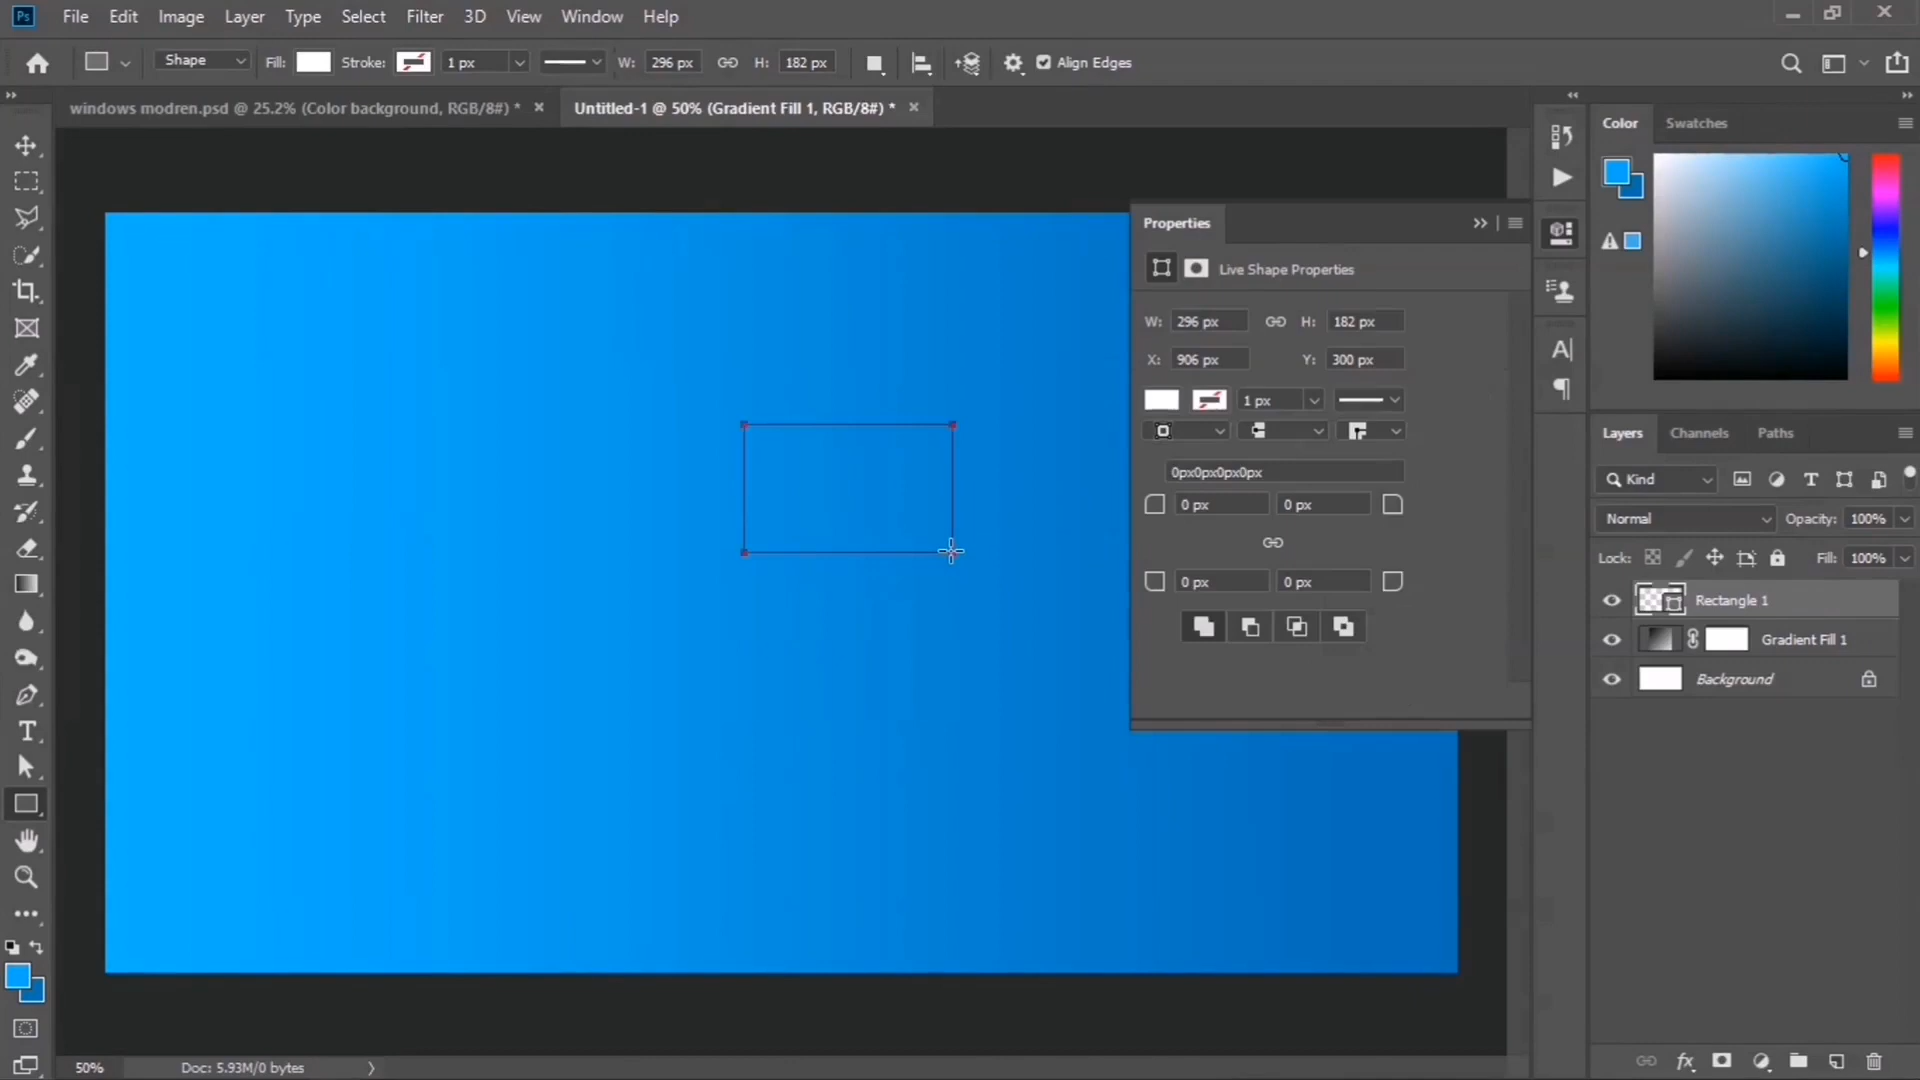 Ps File Edit Image Layer Type Select Filter 3D View Window Help
Shape Fill: Stroke: 1 px W: 296 px H: 182 px Align Edges
windows modren.psd @ 25.2% (Color background, RGB/8#) * Untitled-1 @ 50% (Gradient Fill 1, RGB/8#) *
Color Swatches
Properties
Live Shape Properties
W: 296 px H: 182 px
X: 906 px Y: 300 px
1 px
0px0px0px0px
0 px 0 px
0 px 0 px
Layers Channels Paths
Kind
Normal Opacity: 100%
Lock: Fill: 100%
Rectangle 1
Gradient Fill 1
Background
50% Doc: 5.93M/0 bytes